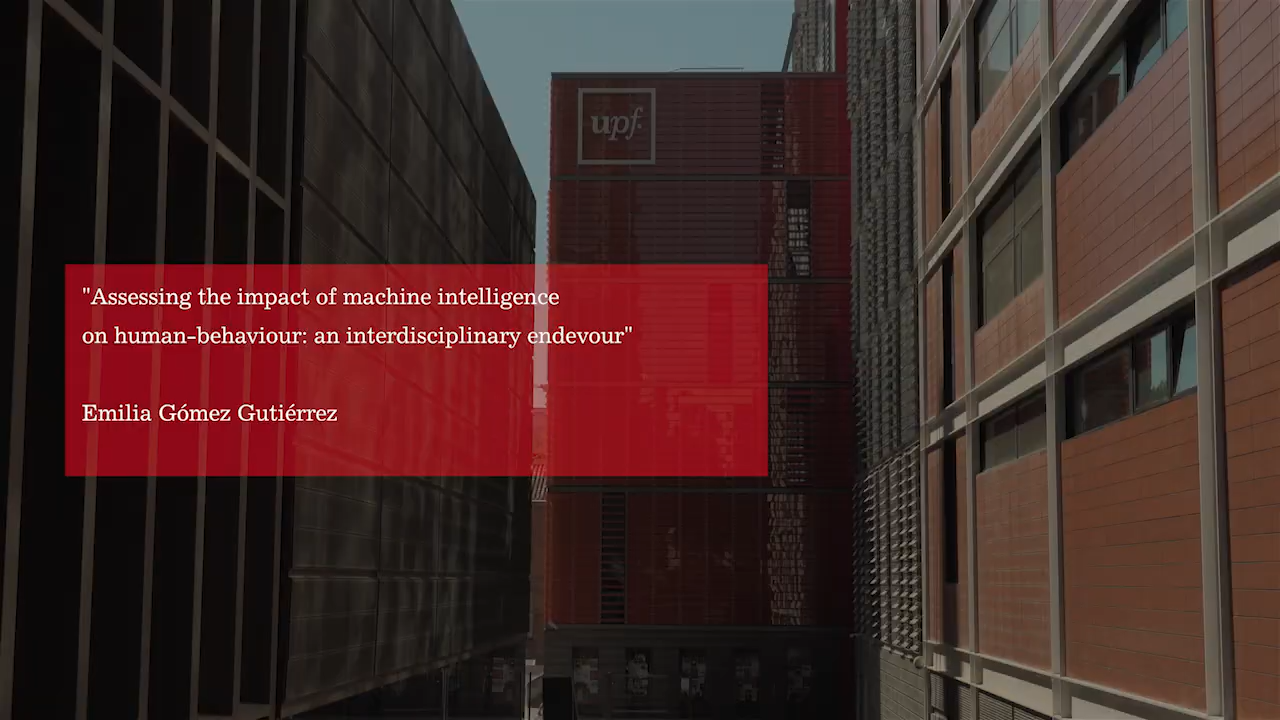 upf.
"Assessing the impact of machine intelligence
on human-behaviour: an interdisciplinary endevour"
Emilia Gómez Gutiérrez